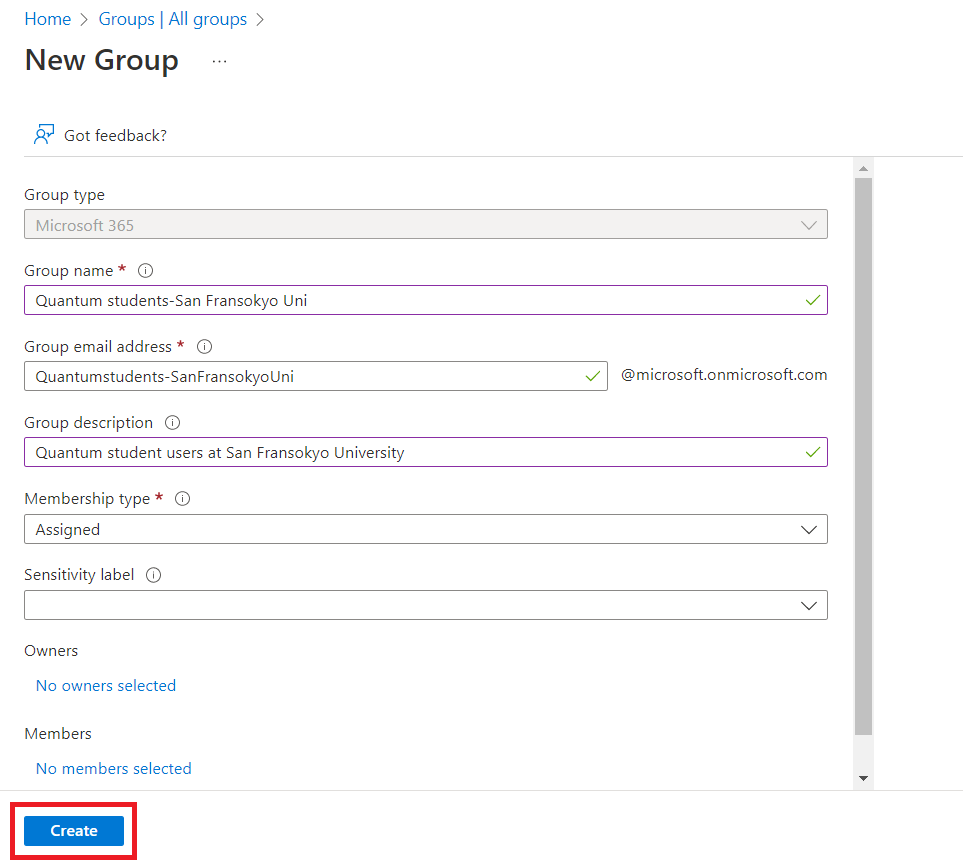 Home > Groups | All groups >
New Group ...
Got feedback?
Group type
Microsoft 365
Group name *
Quantum students-San Fransokyo Uni
Group email address *
Quantumstudents-SanFransokyoUni @microsoft.onmicrosoft.com
Group description
Quantum student users at San Fransokyo University
Membership type *
Assigned
Sensitivity label
Owners
No owners selected
Members
No members selected
Create